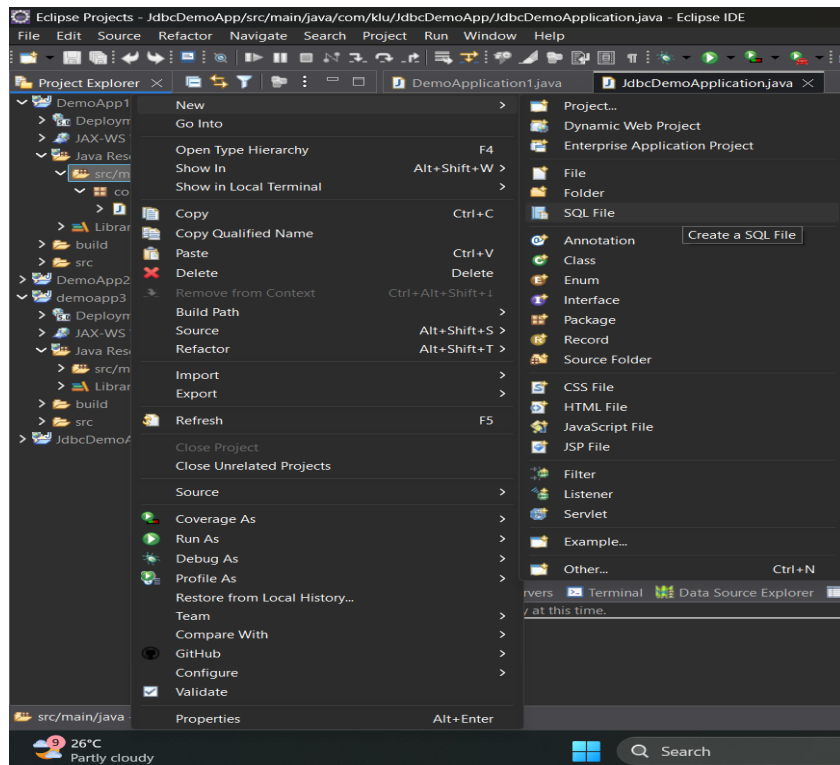 Eclipse Projects - JdbcDemoApp/src/main/java/com/klu/JdbcDemoApp/JdbcDemoApplication.java - Eclipse IDE
File Edit Source Refactor Navigate Search Project Run Window Help
Project Explorer
DemoApplication1.java
JdbcDemoApplication.java
DemoApp1
Deploym
JAX-WS
Java Res
src/m
co
Librar
build
src
DemoApp2
demoapp3
Deploym
JAX-WS
Java Res
src/m
Librar
build
src
JdbcDemoA
New
Go Into
Open Type Hierarchy F4
Show In Alt+Shift+W >
Show in Local Terminal
Copy Ctrl+C
Copy Qualified Name
Paste Ctrl+V
Delete Delete
Remove from Context Ctrl+Alt+Shift+↓
Build Path
Source Alt+Shift+S >
Refactor Alt+Shift+T >
Import
Export
Refresh F5
Close Project
Close Unrelated Projects
Source
Coverage As
Run As
Debug As
Profile As
Restore from Local History...
Team
Compare With
GitHub
Configure
Validate
Properties Alt+Enter
Project...
Dynamic Web Project
Enterprise Application Project
File
Folder
SQL File
Create a SQL File
Annotation
Class
Enum
Interface
Package
Record
Source Folder
CSS File
HTML File
JavaScript File
JSP File
Filter
Listener
Servlet
Example...
Other... Ctrl+N
rvers Terminal Data Source Explorer
y at this time.
src/main/java
9
26°C
Partly cloudy
Search